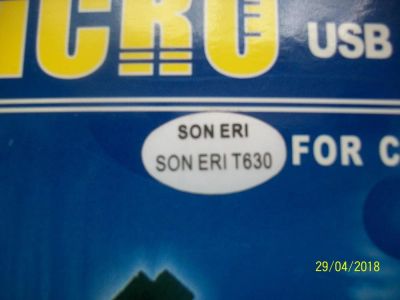 ICRO USB
SON ERI
SON ERI T630
FOR C
29/04/2018